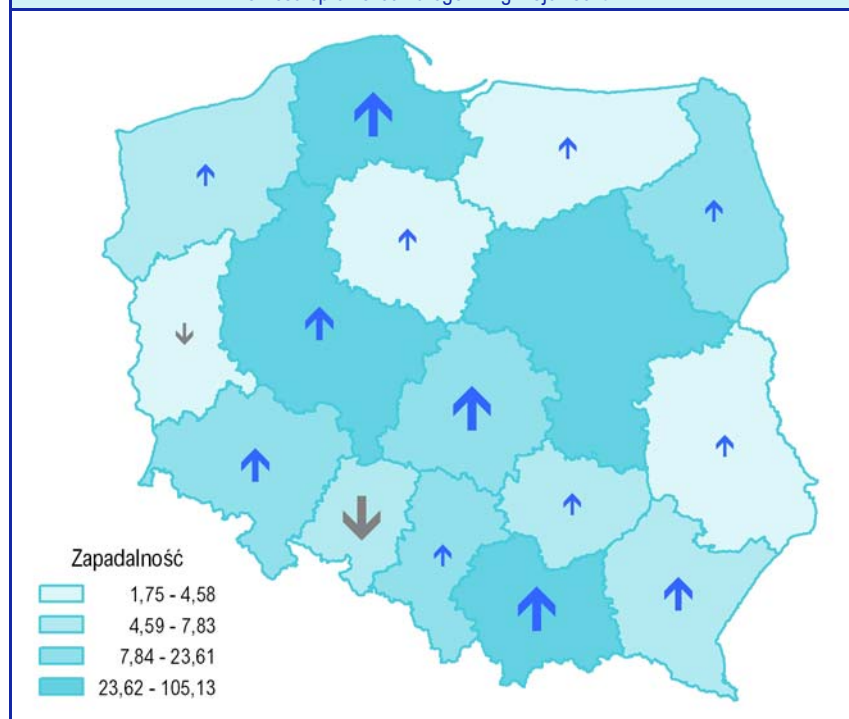 Zapadalność
1,75 - 4,58
4,59 - 7,83
7,84 - 23,61
23,62 - 105,13